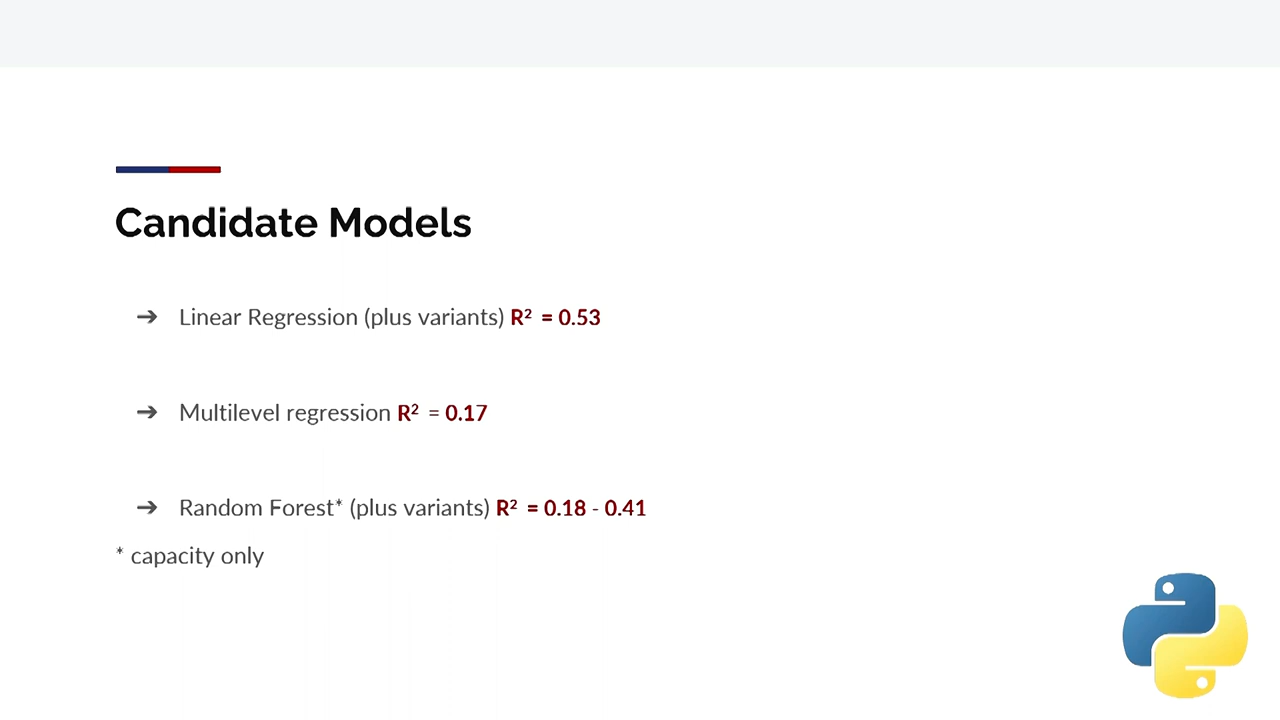 Candidate Models
➔ Linear Regression (plus variants) R² = 0.53
➔ Multilevel regression R² = 0.17
➔ Random Forest* (plus variants) R² = 0.18 - 0.41
* capacity only